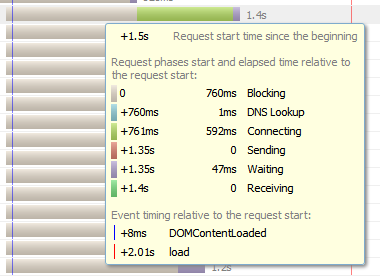 1.4s
+1.5s Request start time since the beginning
Request phases start and elapsed time relative to
the request start:
0 760ms Blocking
+760ms 1ms DNS Lookup
+761ms 592ms Connecting
+1.35s 0 Sending
+1.35s 47ms Waiting
+1.4s 0 Receiving
Event timing relative to the request start:
+8ms DOMContentLoaded
+2.01s load
1.2s